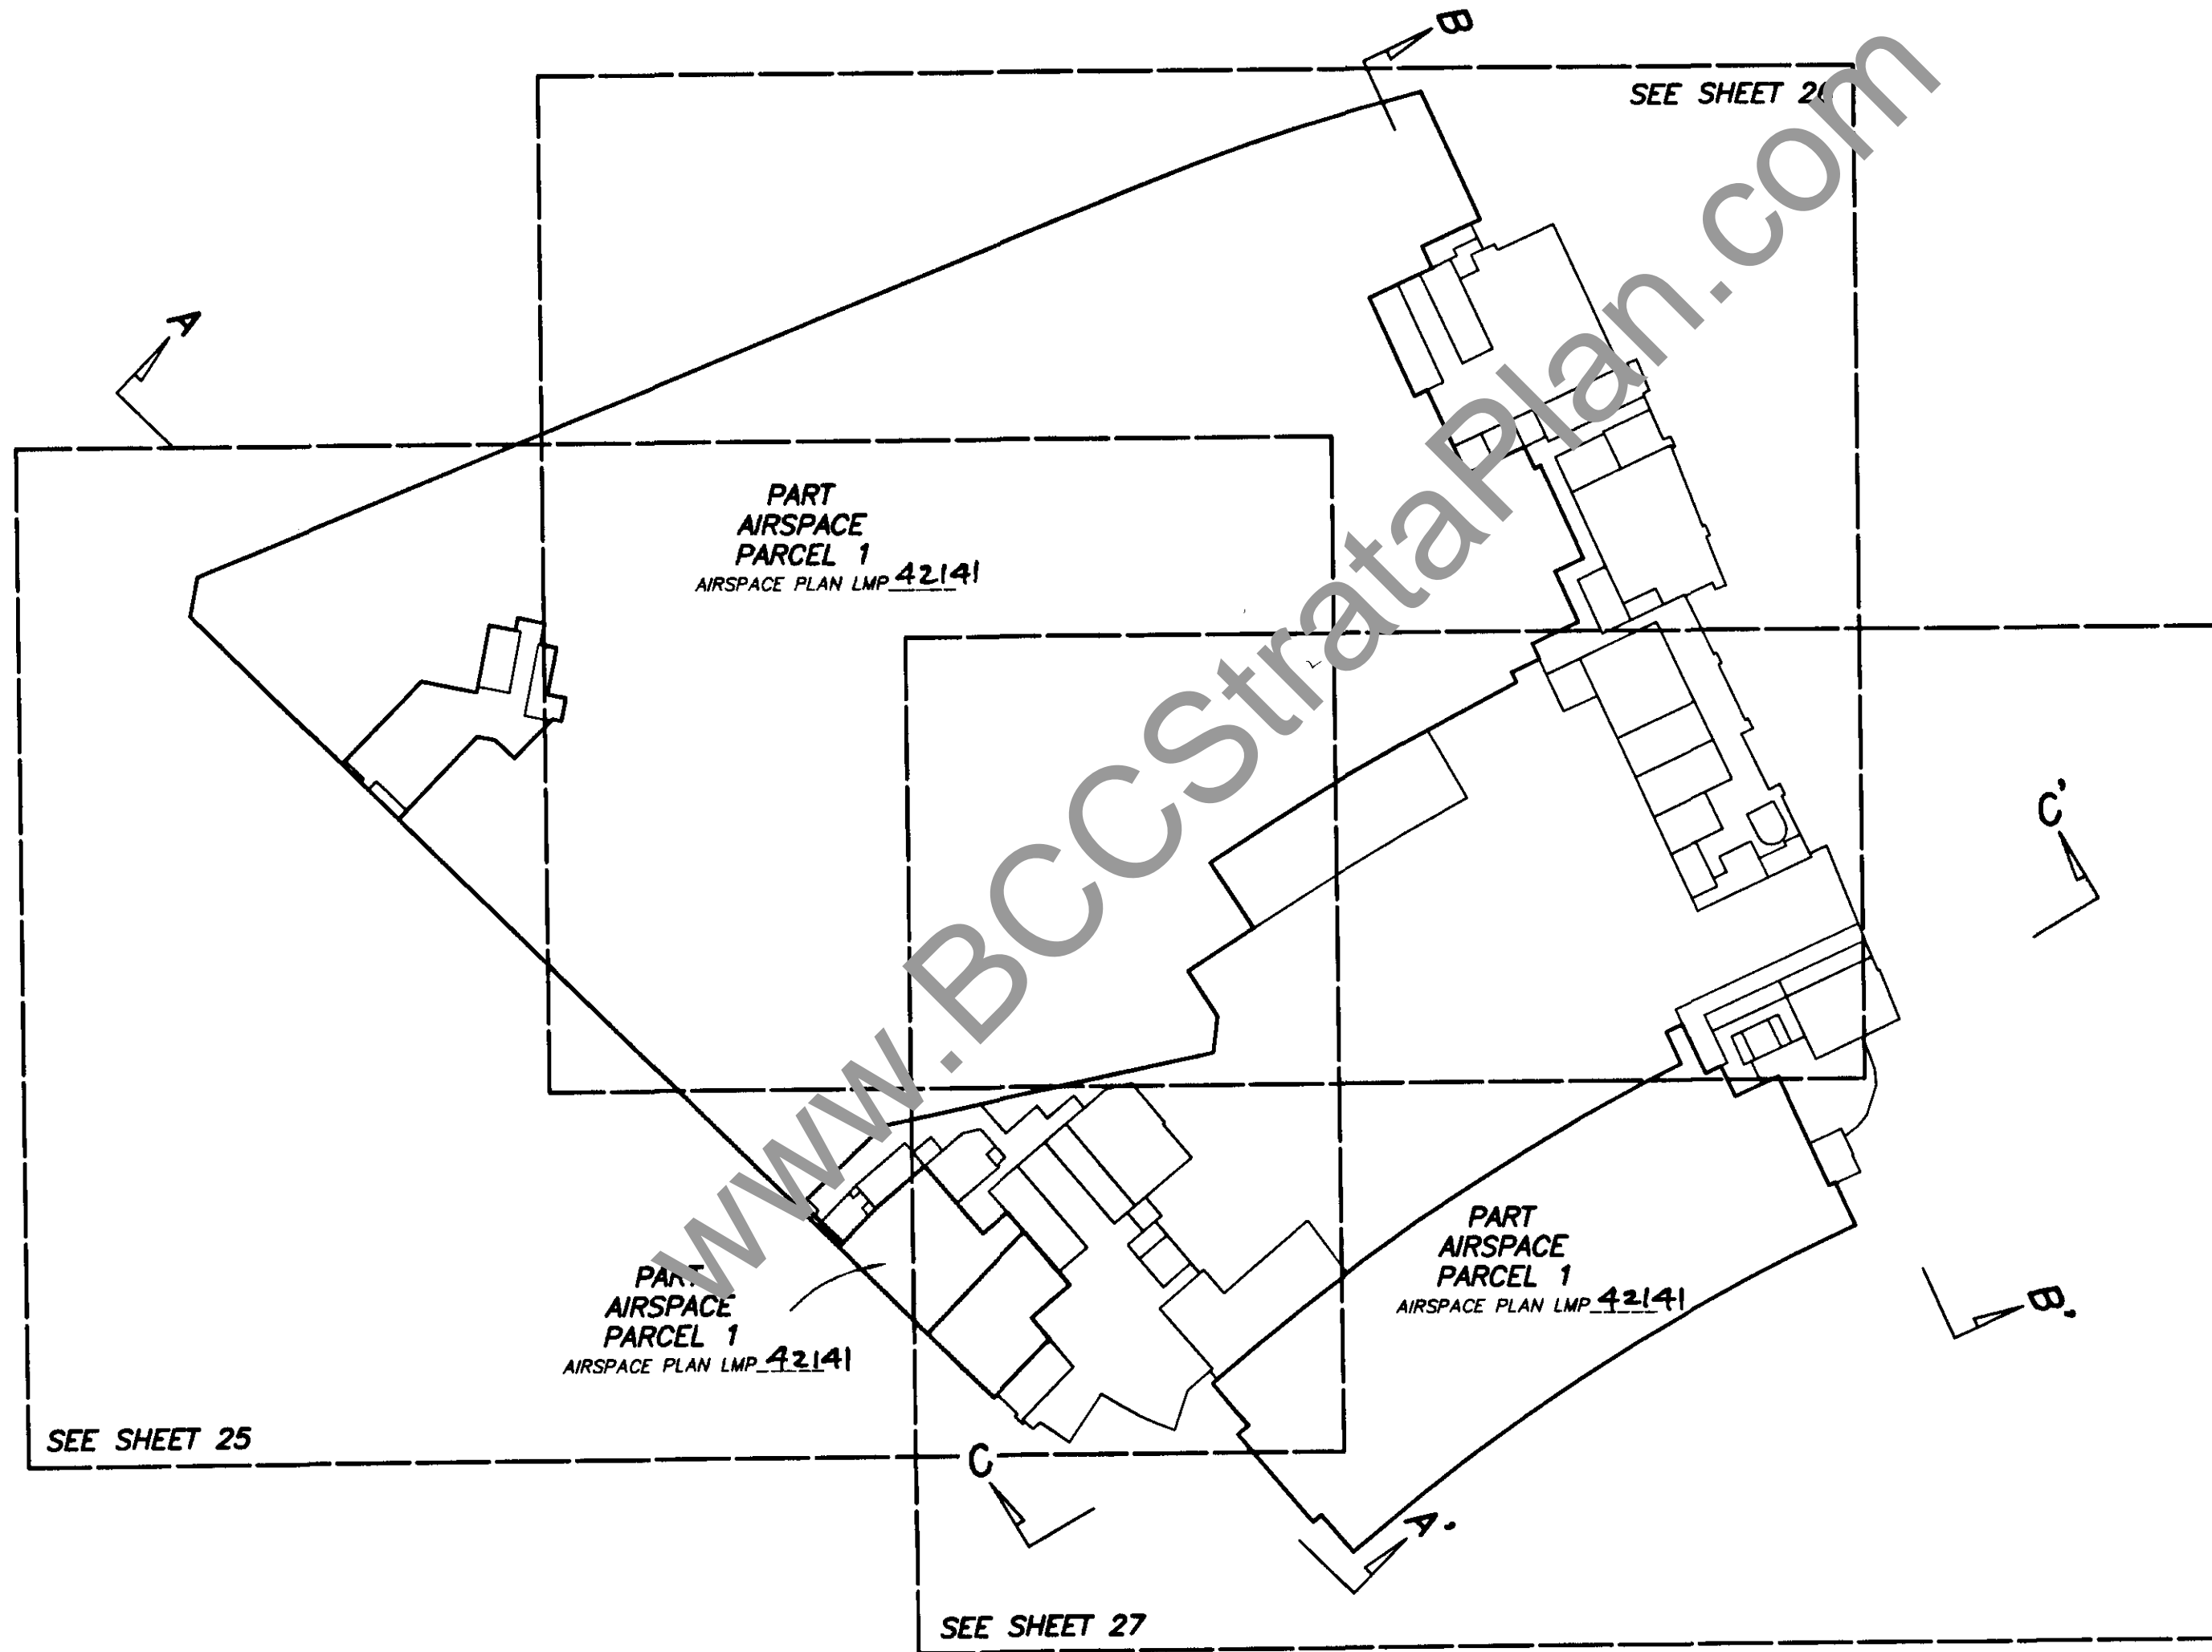 B
SEE SHEET 26
A
PART
AIRSPACE
PARCEL 1
AIRSPACE PLAN LMP 42141
C'
PART
AIRSPACE
PARCEL 1
AIRSPACE PLAN LMP 42141
PART
AIRSPACE
PARCEL 1
AIRSPACE PLAN LMP 42141
B'
SEE SHEET 25
C
A'
SEE SHEET 27
www.BCCStrataPlan.com